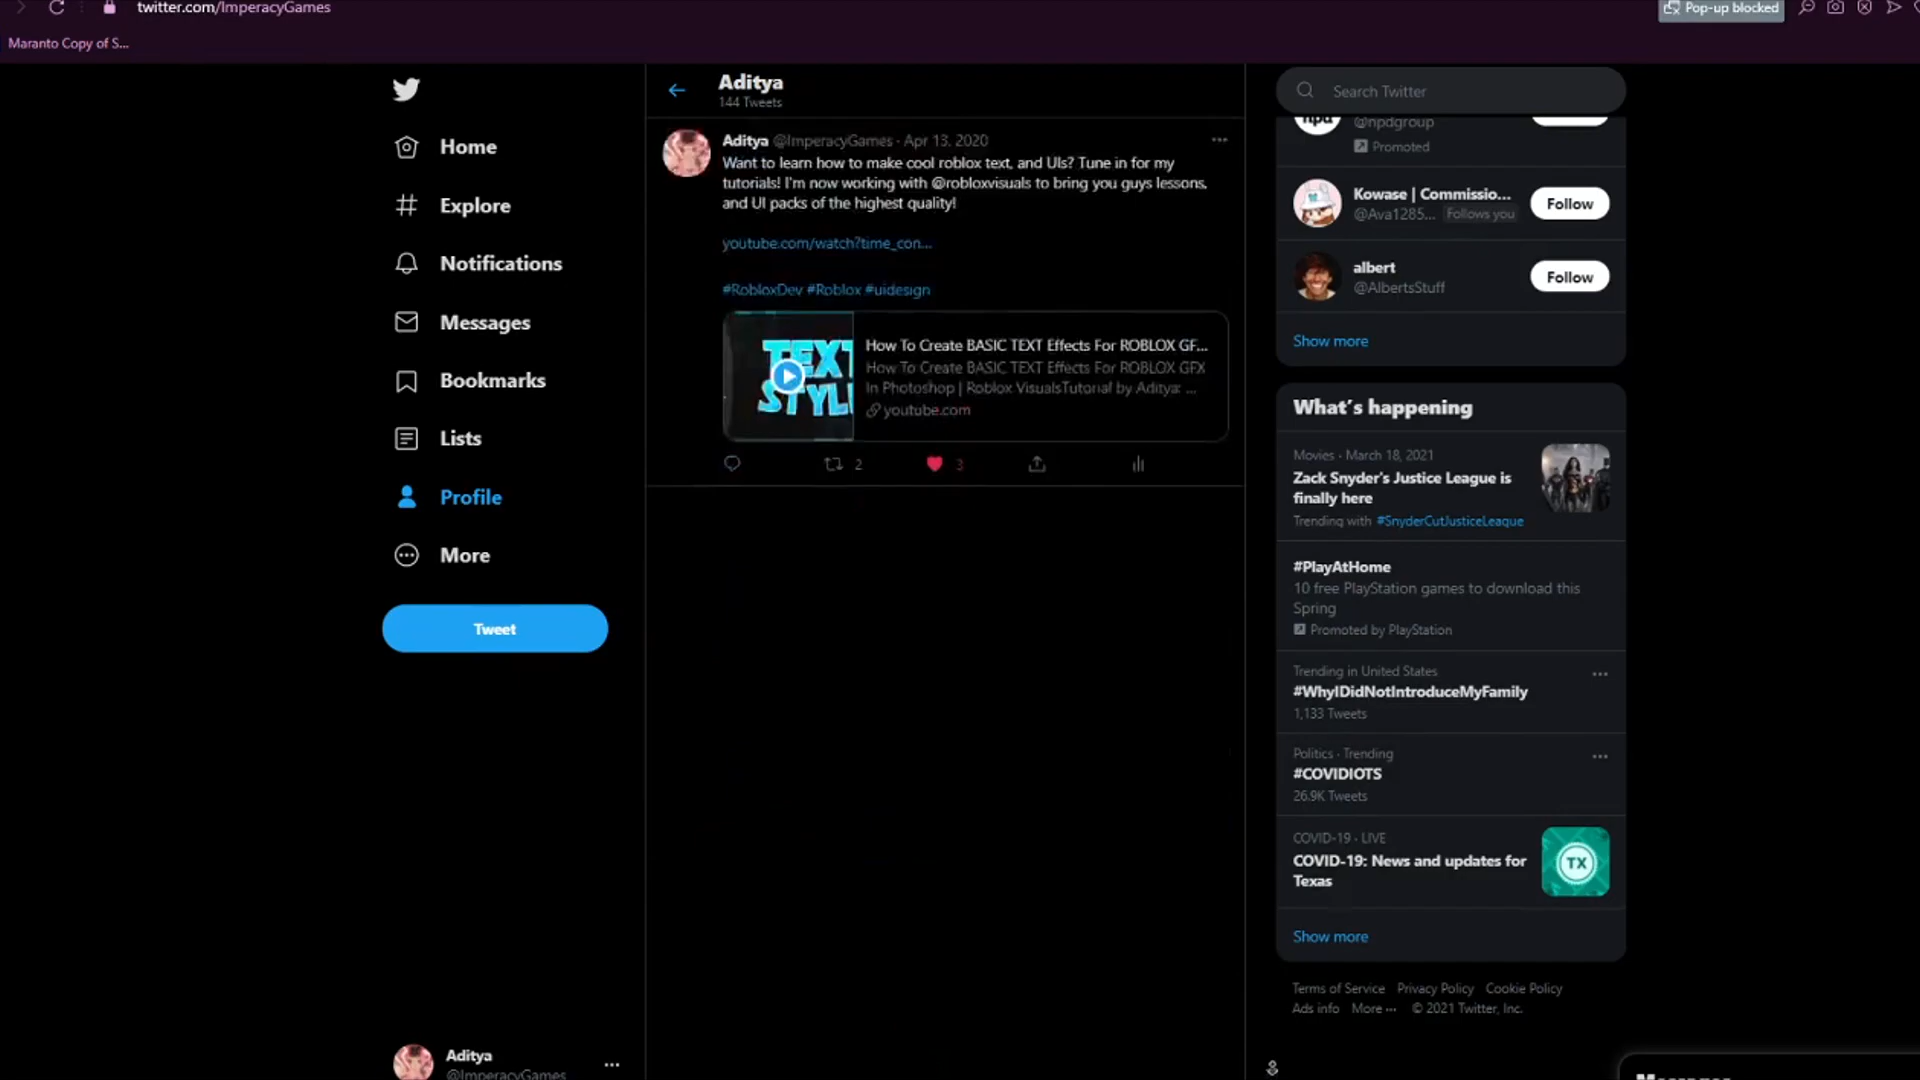 twitter.com/ImperacyGames
Pop-up blocked
Maranto Copy of S...
Home
Explore
Notifications
Messages
Bookmarks
Lists
Profile
More
Tweet
Aditya
@ImperacyGames
Aditya
144 Tweets
Aditya @ImperacyGames · Apr 13, 2020
Want to learn how to make cool roblox text, and UIs? Tune in for my
tutorials! I'm now working with @robloxvisuals to bring you guys lessons,
and UI packs of the highest quality!
youtube.com/watch?time_con...
#RobloxDev #Roblox #uidesign
TEXT
STYL
How To Create BASIC TEXT Effects For ROBLOX GF...
How To Create BASIC TEXT Effects For ROBLOX GFX
In Photoshop | Roblox VisualsTutorial by Aditya: ...
youtube.com
2
3
Search Twitter
npd
@npdgroup
Promoted
Kowase | Commissio...
@Ava1285... Follows you
Follow
albert
@AlbertsStuff
Follow
Show more
What's happening
Movies · March 18, 2021
Zack Snyder's Justice League is
finally here
Trending with #SnyderCutJusticeLeague
#PlayAtHome
10 free PlayStation games to download this
Spring
Promoted by PlayStation
Trending in United States
#WhyIDidNotIntroduceMyFamily
1,133 Tweets
Politics · Trending
#COVIDIOTS
26.9K Tweets
COVID-19 · LIVE
COVID-19: News and updates for
Texas
TX
Show more
Terms of Service Privacy Policy Cookie Policy
Ads info More ··· © 2021 Twitter, Inc.